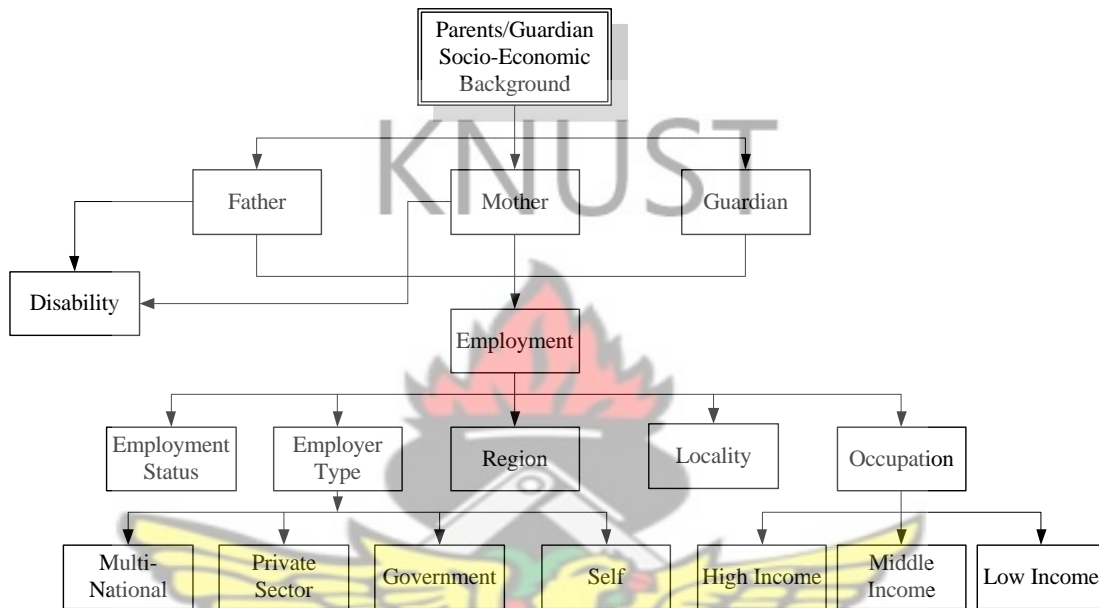 Parents/Guardian
Socio-Economic
Background
KNUST
Father
Mother
Guardian
Disability
Employment
Employment
Status
Employer
Type
Region
Locality
Occupation
Multi-
National
Private
Sector
Government
Self
High Income
Middle
Income
Low Income